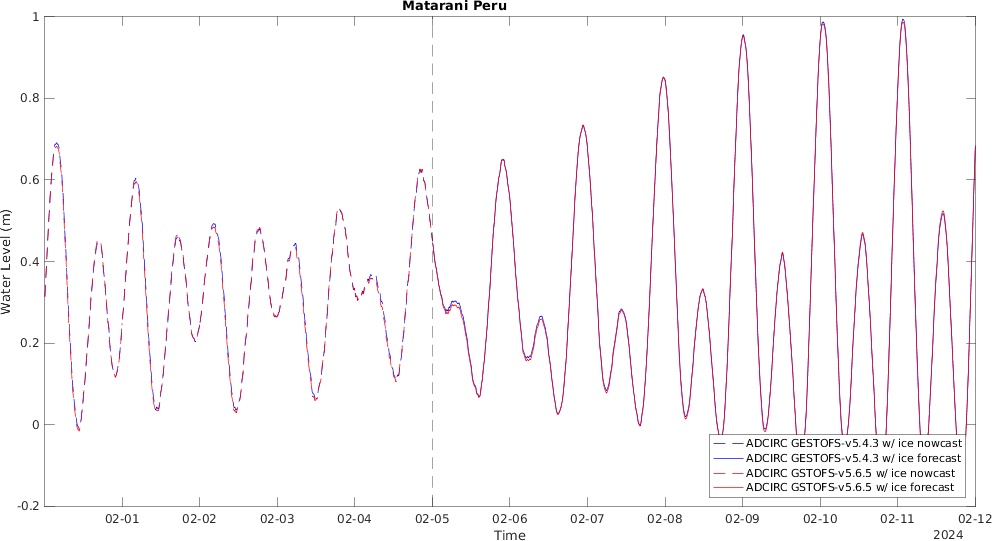 Matarani Peru
Water Level (m)
1
0.8
0.6
0.4
0.2
0
-0.2
ADCIRC GESTOFS-v5.4.3 w/ ice nowcast
ADCIRC GESTOFS-v5.4.3 w/ ice forecast
ADCIRC GSTOFS-v5.6.5 w/ ice nowcast
ADCIRC GSTOFS-v5.6.5 w/ ice forecast
02-01 02-02 02-03 02-04 02-05 02-06 02-07 02-08 02-09 02-10 02-11 02-12
Time
2024